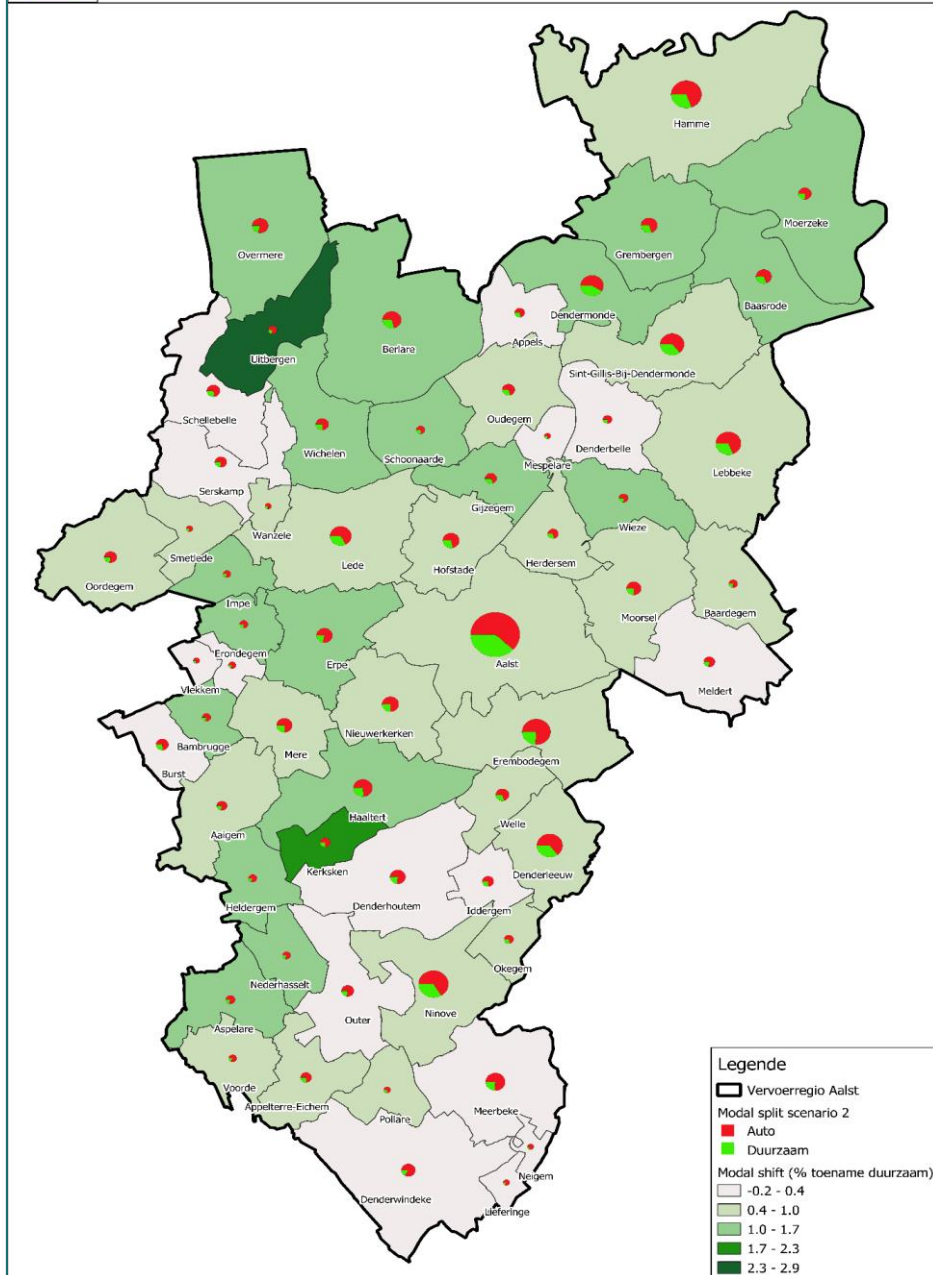 Hamme
Moerzeke
Overmere
Grembergen
Baasrode
Dendermonde
Uitbergen
Berlare
Appels
Sint-Gillis-Bij-Dendermonde
Schellebelle
Oudegem
Wichelen
Schoonaarde
Denderbelle
Lebbeke
Mespelare
Serskamp
Gijzegem
Wieze
Wanzele
Smetlede
Lede
Hofstade
Herdersem
Oordegem
Impe
Moorsel
Baardegem
Erondegem
Erpe
Aalst
Vlekkem
Meldert
Bambrugge
Mere
Nieuwerkerken
Burst
Erembodegem
Haaltert
Welle
Aaigem
Kerksken
Denderleeuw
Heldergem
Denderhoutem
Iddergem
Okegem
Nederhasselt
Ninove
Outer
Aspelare
Voorde
Appelterre-Eichem
Pollare
Meerbeke
Neigem
Denderwindeke
Lieferinge
Legende
Vervoerregio Aalst
Modal split scenario 2
Auto
Duurzaam
Modal shift (% toename duurzaam)
-0.2 - 0.4
0.4 - 1.0
1.0 - 1.7
1.7 - 2.3
2.3 - 2.9